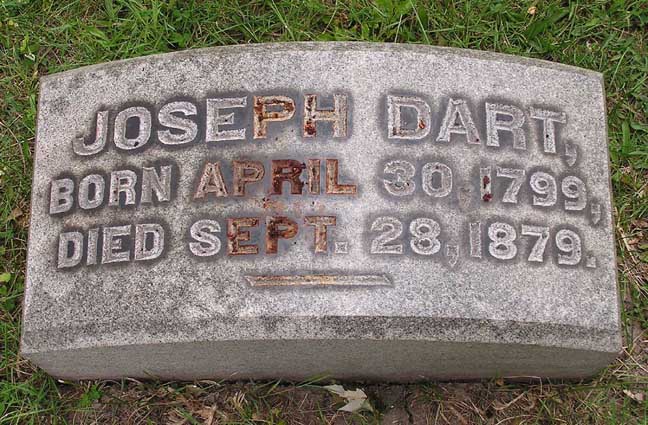 JOSEPH DART,
BORN APRIL 30, 1799,
DIED SEPT. 28, 1879.